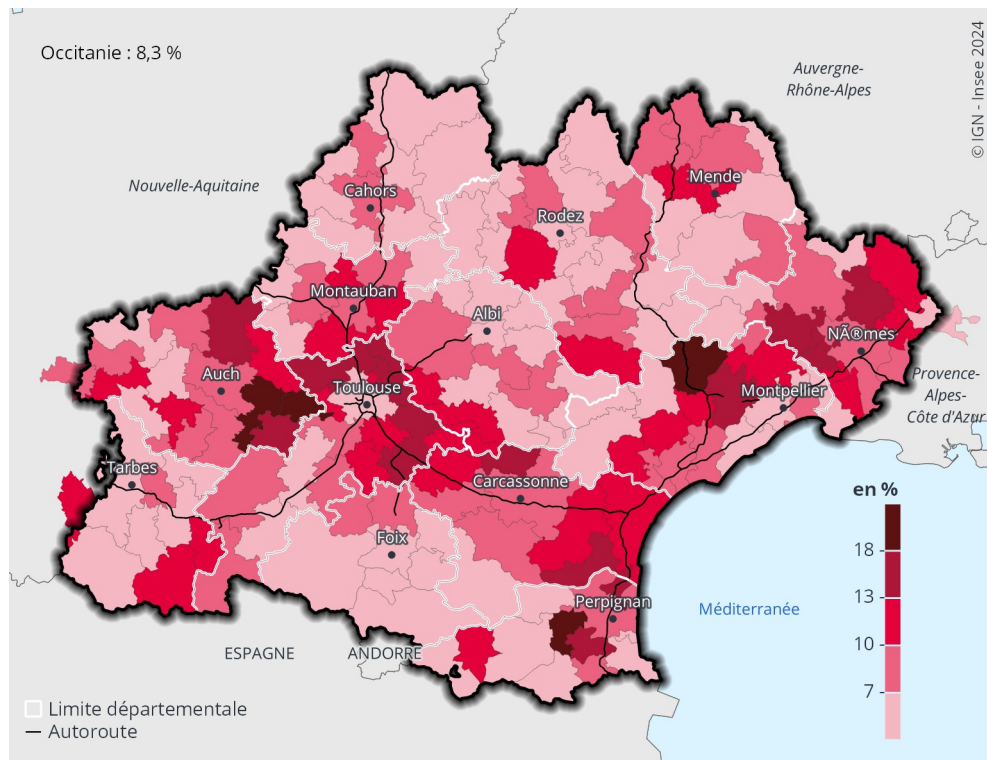 Occitanie : 8,3 %
© IGN - Insee 2024
Auvergne-
Rhône-Alpes
Nouvelle-Aquitaine
Mende
Cahors
Rodez
Montauban
Albi
NÃ®mes
Auch
Toulouse
Montpellier
Provence-
Alpes-
Côte d'Azur
Tarbes
Carcassonne
en %
18
Foix
13
Perpignan
Méditerranée
10
ESPAGNE
ANDORRE
7
Limite départementale
Autoroute